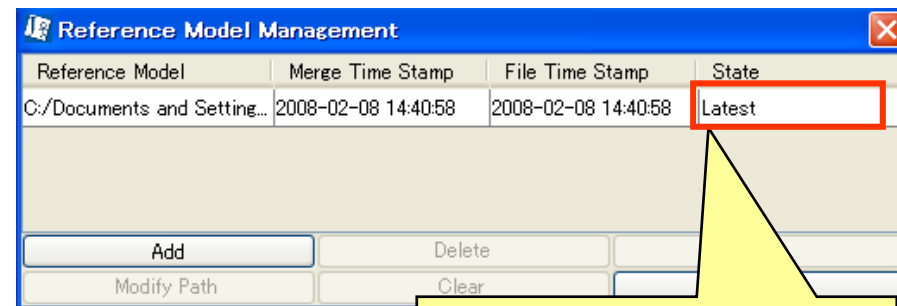 Reference Model Management
Reference Model Merge Time Stamp File Time Stamp State
C:/Documents and Setting... 2008-02-08 14:40:58 2008-02-08 14:40:58 Latest
Add Delete
Modify Path Clear